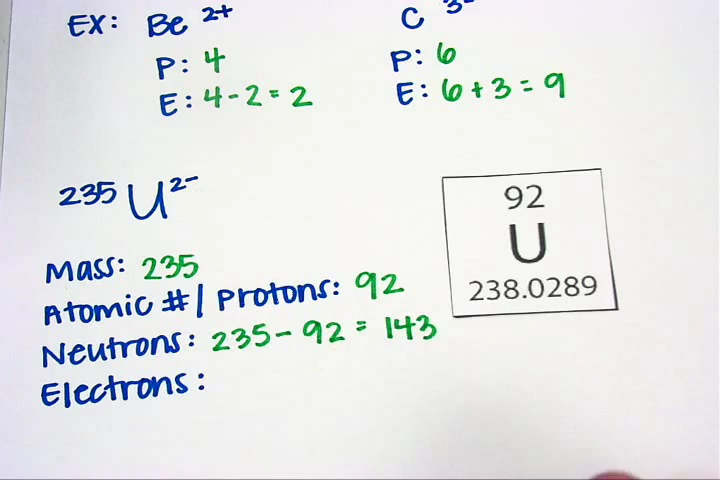 EX: Be 2+ C 3-
P: 4 P: 6
E: 4-2=2 E: 6+3=9
235 U 2-
92
U
238.0289
Mass: 235
Atomic #/Protons: 92
Neutrons: 235-92=143
Electrons: